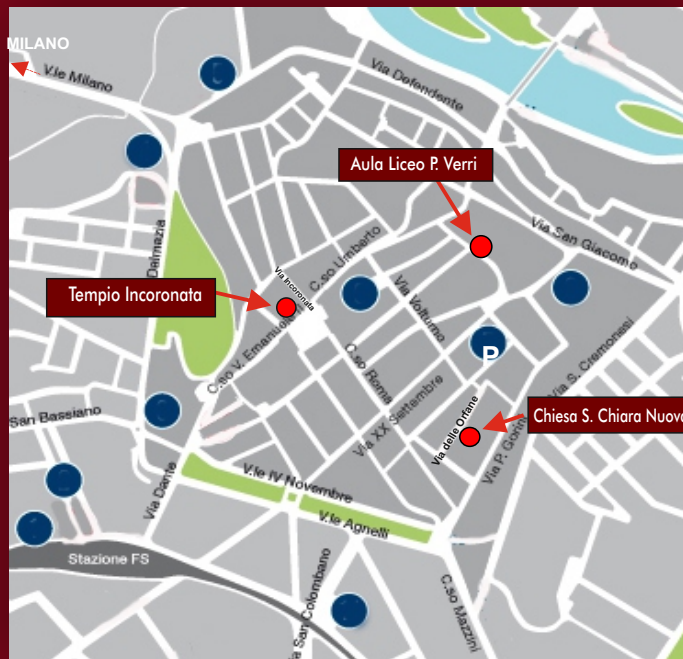 MILANO
V.le Milano
Via Defendente
Aula Liceo P. Verri
Via San Giacomo
Dalmazia
Via Incoronata
C.so Umberto
Tempio Incoronata
Via Volturno
C.so V. Emanuele
P
C.so Roma
Via S. Cremonesi
Via XX Settembre
Via delle Orfane
Chiesa S. Chiara Nuova
San Bassiano
Via P. Gorini
V.le IV Novembre
Via Dante
V.le Agnelli
Stazione FS
C.so Mazzini
Via San Colombano